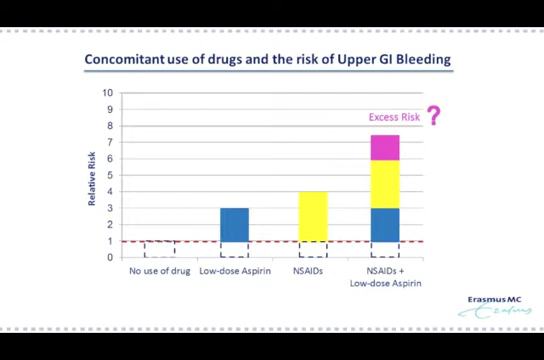 Concomitant use of drugs and the risk of Upper GI Bleeding
10
9
8
7
6
5
4
3
2
1
0
Relative Risk
Excess Risk ?
No use of drug
Low-dose Aspirin
NSAIDs
NSAIDs +
Low-dose Aspirin
Erasmus MC
Erasmus